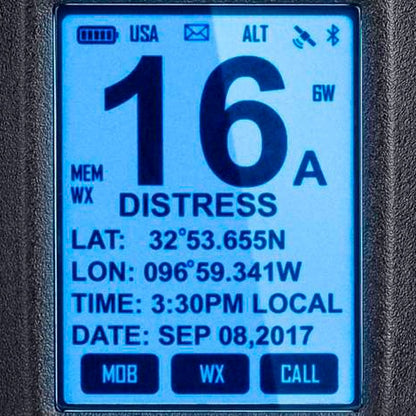 USA ALT
16A 6W
MEM
WX
DISTRESS
LAT: 32°53.655N
LON: 096°59.341W
TIME: 3:30PM LOCAL
DATE: SEP 08,2017
MOB WX CALL